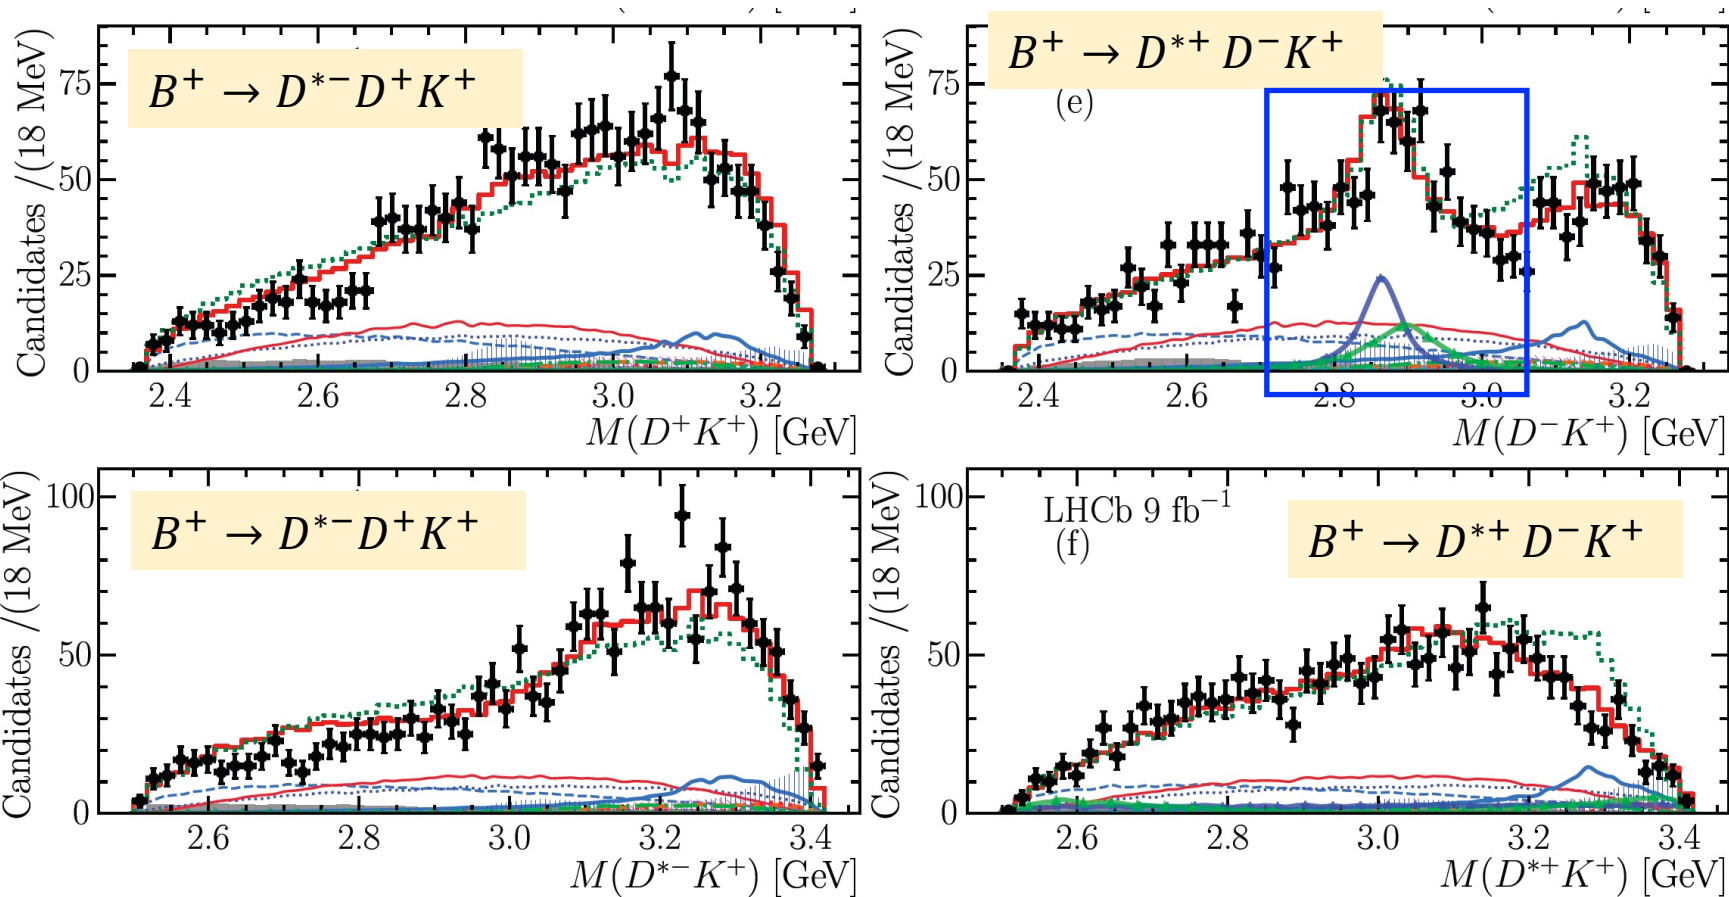 B⁺ → D*⁻ D⁺ K⁺
Candidates /(18 MeV)
75
50
25
0
2.4 2.6 2.8 3.0 3.2
M(D⁺K⁺) [GeV]
B⁺ → D*⁺ D⁻ K⁺
(e)
Candidates /(18 MeV)
75
50
25
0
2.4 2.6 2.8 3.0 3.2
M(D⁻K⁺) [GeV]
B⁺ → D*⁻ D⁺ K⁺
Candidates /(18 MeV)
100
50
0
2.6 2.8 3.0 3.2 3.4
M(D*⁻K⁺) [GeV]
LHCb 9 fb⁻¹
(f)
B⁺ → D*⁺ D⁻ K⁺
Candidates /(18 MeV)
100
50
0
2.6 2.8 3.0 3.2 3.4
M(D*⁺K⁺) [GeV]